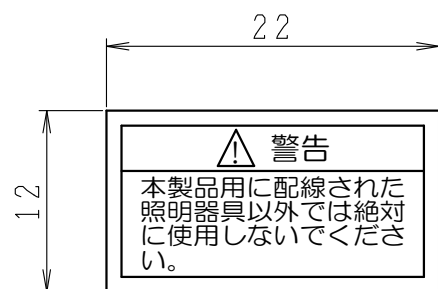 22
12
警告
本製品用に配線された
照明器具以外では絶対
に使用しないでくださ
い。